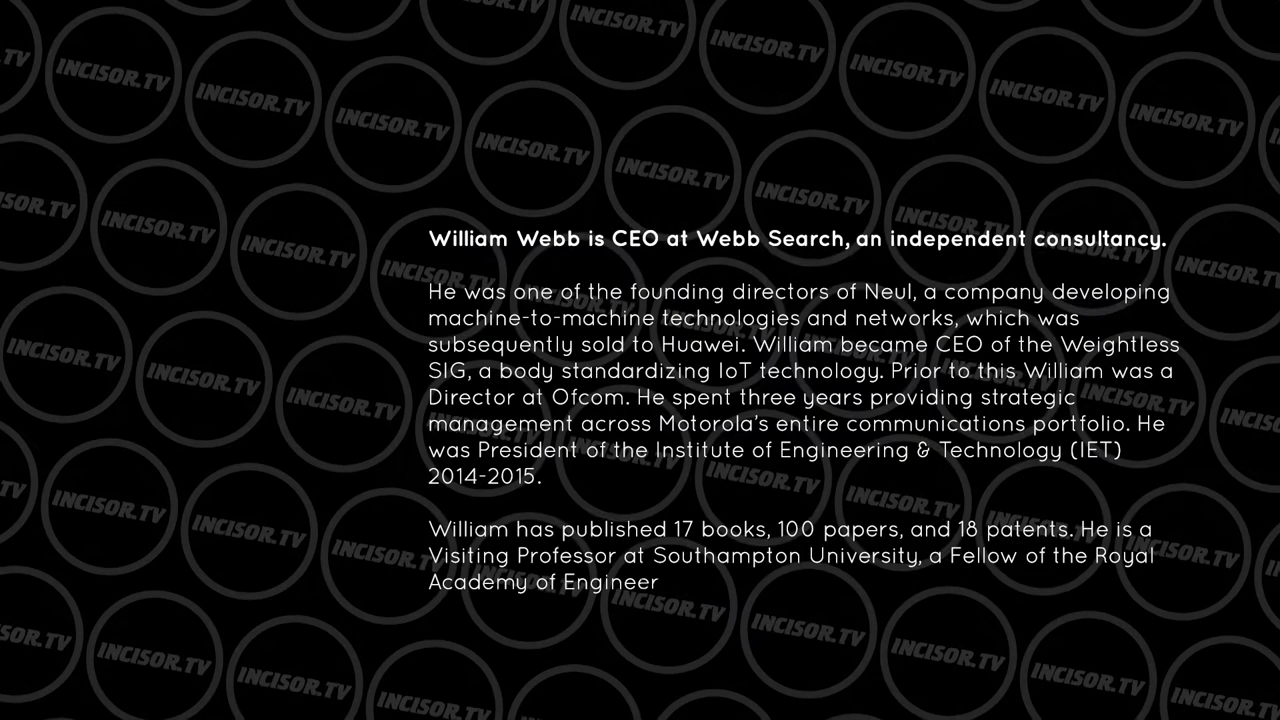 William Webb is CEO at Webb Search, an independent consultancy.
He was one of the founding directors of Neul, a company developing
machine-to-machine technologies and networks, which was
subsequently sold to Huawei. William became CEO of the Weightless
SIG, a body standardizing IoT technology. Prior to this William was a
Director at Ofcom. He spent three years providing strategic
management across Motorola's entire communications portfolio. He
was President of the Institute of Engineering & Technology (IET)
2014-2015.
William has published 17 books, 100 papers, and 18 patents. He is a
Visiting Professor at Southampton University, a Fellow of the Royal
Academy of Engineer
INCISOR.TV